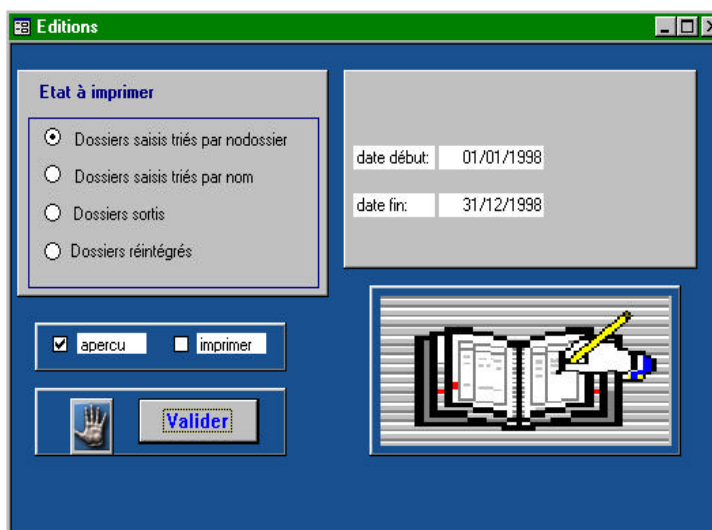 Editions
Etat à imprimer
Dossiers saisis triés par nodossier
Dossiers saisis triés par nom
Dossiers sortis
Dossiers réintégrés
date début: 01/01/1998
date fin: 31/12/1998
apercu imprimer
Valider